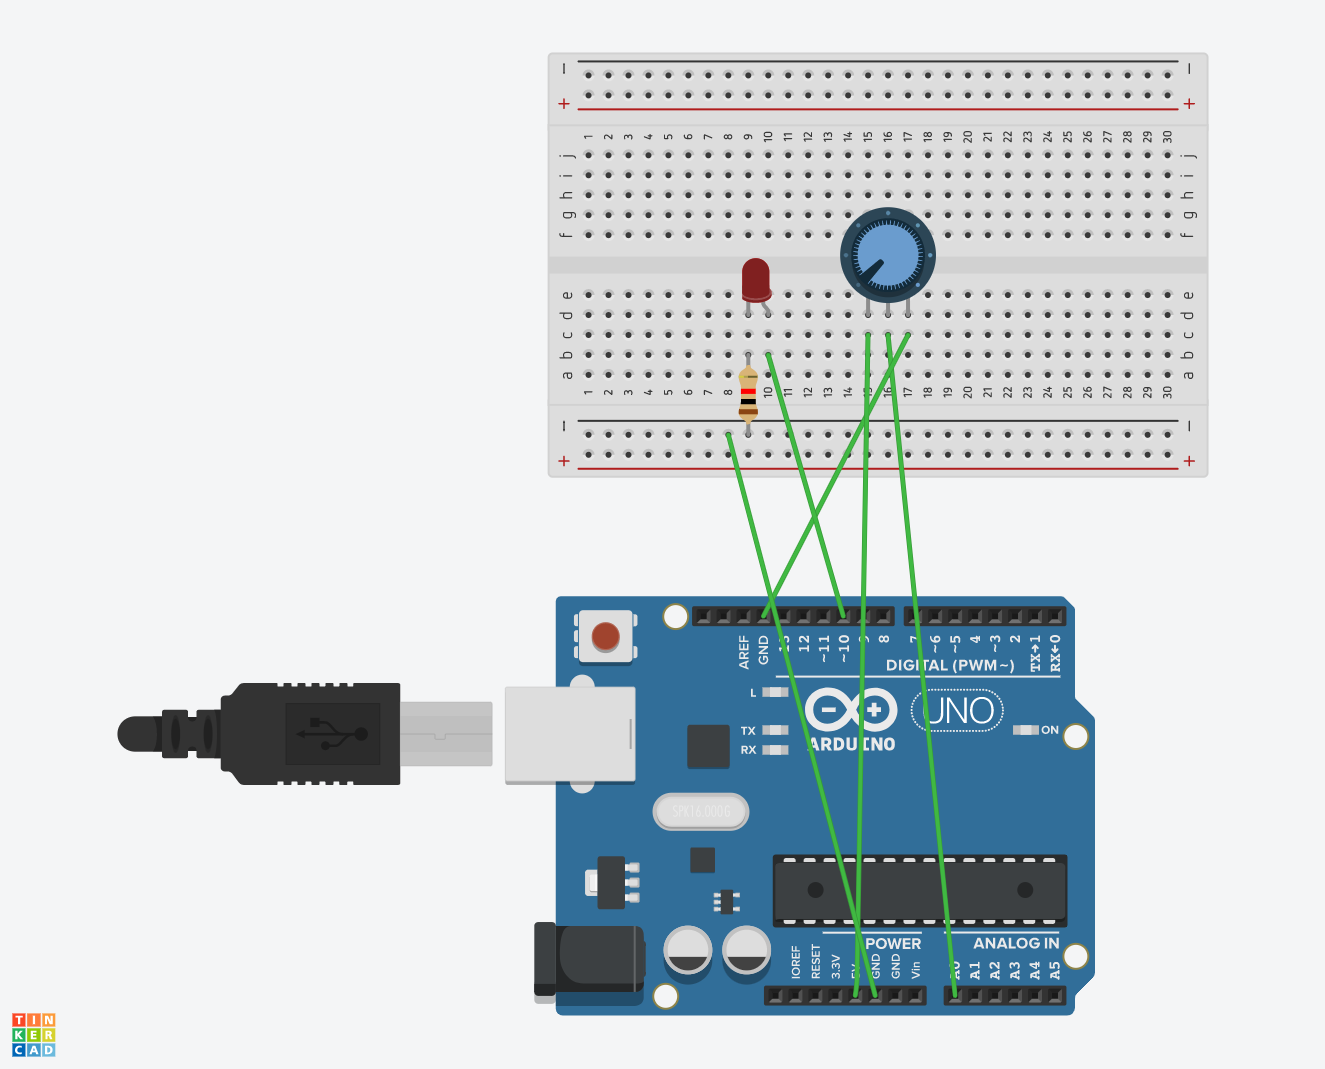 − −
+ +
1 2 3 4 5 6 7 8 9 10 11 12 13 14 15 16 17 18 19 20 21 22 23 24 25 26 27 28 29 30
j j
i i
h h
g g
f f
e e
d d
c c
b b
a a
1 2 3 4 5 6 7 8 9 10 11 12 13 14 15 16 17 18 19 20 21 22 23 24 25 26 27 28 29 30
− −
+ +
AREF GND 13 12 ~11 ~10 9 8 7 ~6 ~5 4 ~3 2 TX→1 RX←0
DIGITAL (PWM~)
L
TX
RX
ARDUINO
UNO
ON
SPK16.000G
POWER
ANALOG IN
IOREF RESET 3.3V 5V GND GND Vin A0 A1 A2 A3 A4 A5
TIN
KER
CAD